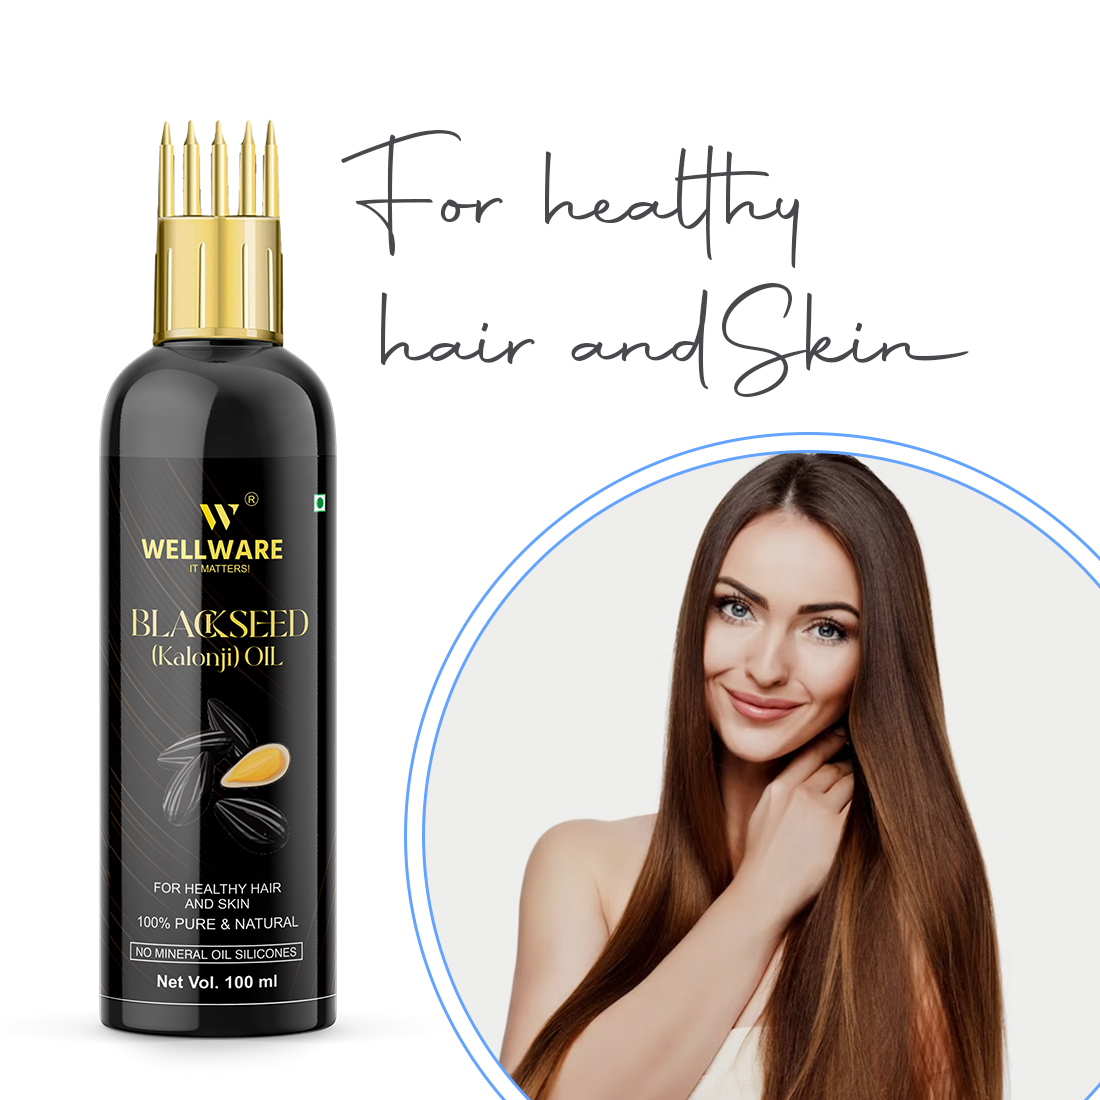 For healthy
hair and Skin
W ®
WELLWARE
IT MATTERS!
BLACKSEED
(Kalonji) OIL
FOR HEALTHY HAIR
AND SKIN
100% PURE & NATURAL
NO MINERAL OIL SILICONES
Net Vol. 100 ml